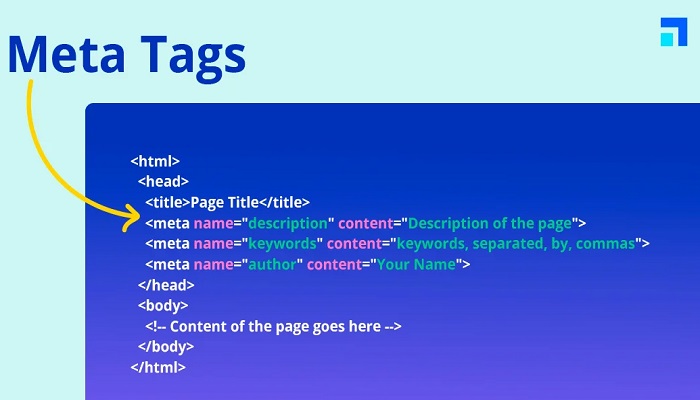 Meta Tags
<html>
<head>
<title>Page Title</title>
<meta name="description" content="Description of the page">
<meta name="keywords" content="keywords, separated, by, commas">
<meta name="author" content="Your Name">
</head>
<body>
<!-- Content of the page goes here -->
</body>
</html>